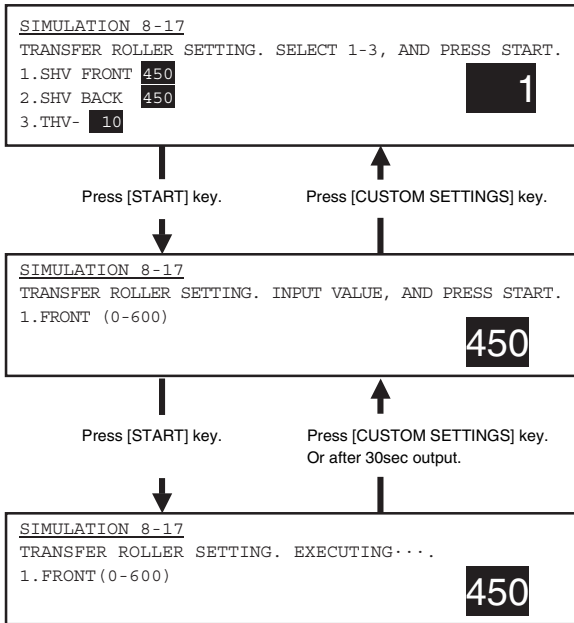 SIMULATION 8-17
TRANSFER ROLLER SETTING. SELECT 1-3, AND PRESS START.
1.SHV FRONT 450
2.SHV BACK 450
3.THV- 10
1
Press [START] key.
Press [CUSTOM SETTINGS] key.
SIMULATION 8-17
TRANSFER ROLLER SETTING. INPUT VALUE, AND PRESS START.
1.FRONT (0-600)
450
Press [START] key.
Press [CUSTOM SETTINGS] key.
Or after 30sec output.
SIMULATION 8-17
TRANSFER ROLLER SETTING. EXECUTING···.
1.FRONT(0-600)
450